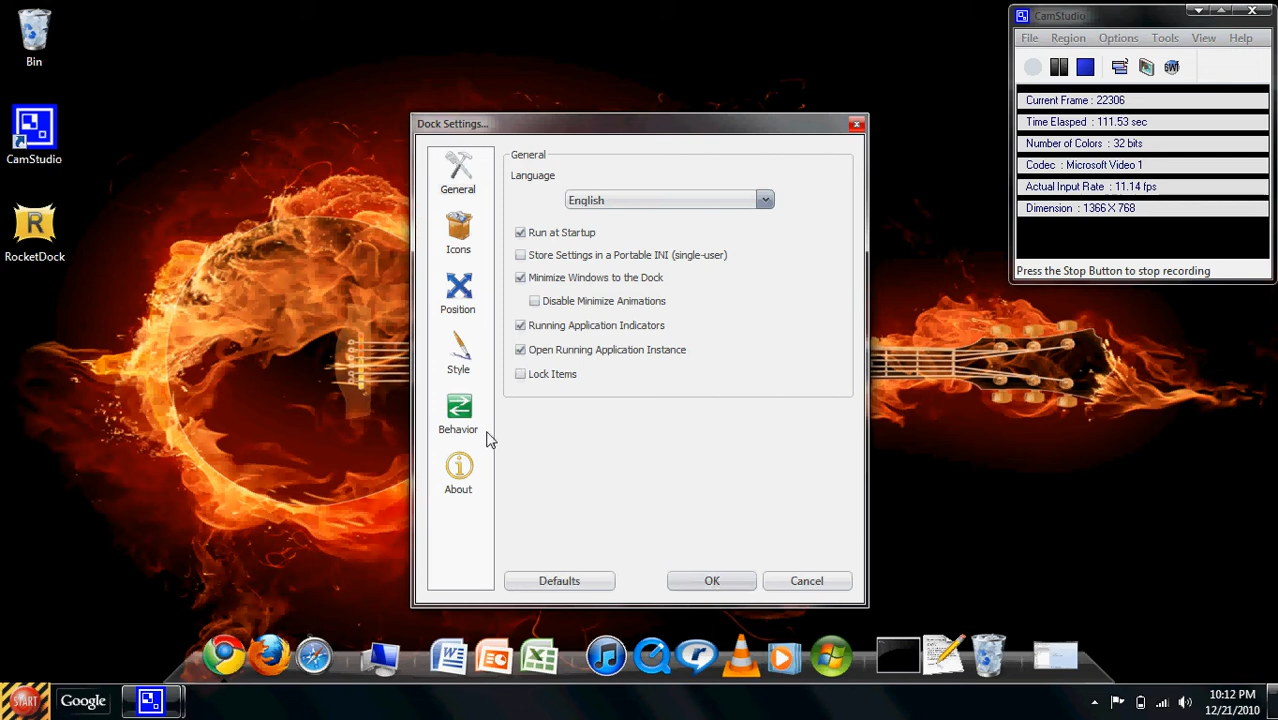 Bin
CamStudio
R
RocketDock
Dock Settings...
General
Icons
Position
Style
Behavior
About
General
Language
English
Run at Startup
Store Settings in a Portable INI (single-user)
Minimize Windows to the Dock
Disable Minimize Animations
Running Application Indicators
Open Running Application Instance
Lock Items
Defaults
OK
Cancel
CamStudio
File Region Options Tools View Help
SWF
Current Frame : 22306
Time Elasped : 111.53 sec
Number of Colors : 32 bits
Codec : Microsoft Video 1
Actual Input Rate : 11.14 fps
Dimension : 1366 X 768
Press the Stop Button to stop recording
START
Google
10:12 PM
12/21/2010